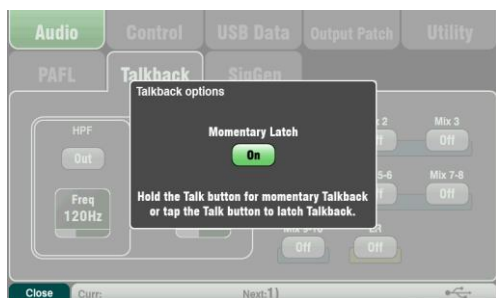 Audio Control USB Data Output Patch Utility
PAFL Talkback SigGen
Talkback options
HPF
Out
Freq
120Hz
Momentary Latch
On
Hold the Talk button for momentary Talkback
or tap the Talk button to latch Talkback.
Mix 3
Off
Mix 7-8
Off
Off
LR
Off
Close Curr: Next:1)